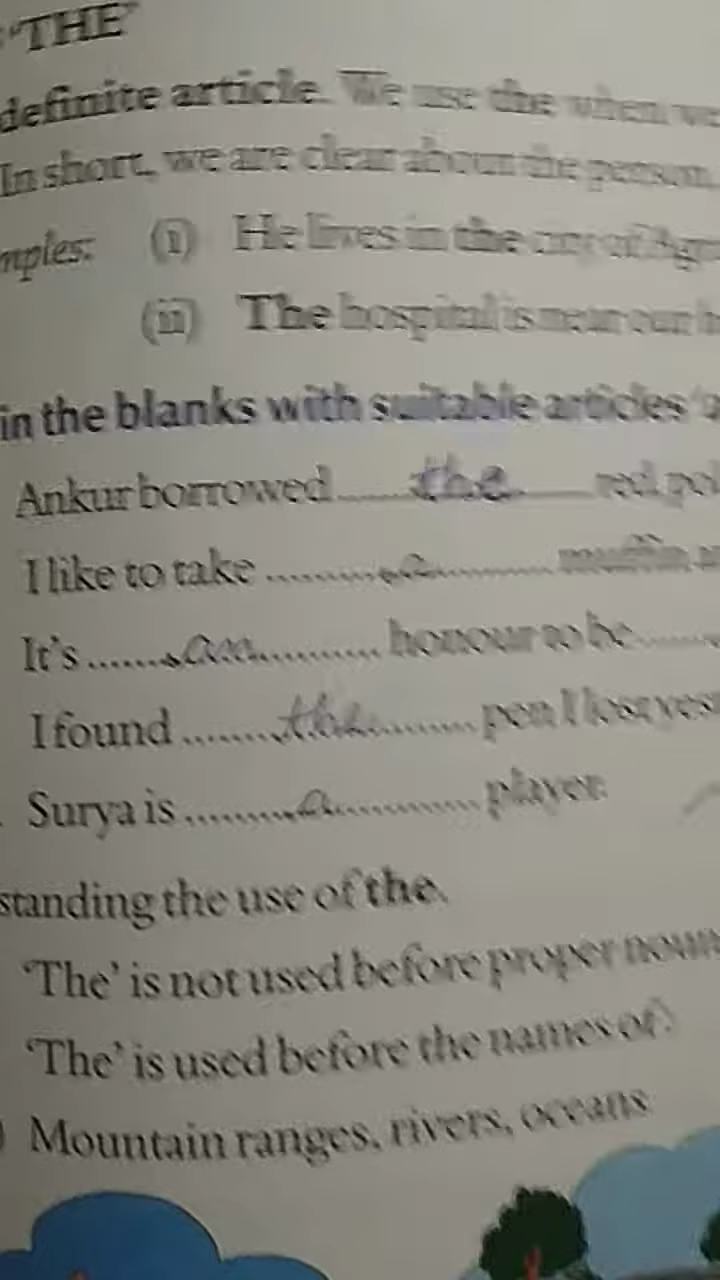 'THE'
definite article. We use the when we
In short, we are clear about the person,
mples: (i) He lives in the city of Agr
(ii) The hospital is near our h
in the blanks with suitable articles 'a
Ankur borrowed ......the...... red pol
I like to take ..........a.......... muffin
It's .......an............ honour to be......
I found ........the......... pen I lost yest
Surya is .........a............ player.
standing the use of the.
'The' is not used before proper noun
'The' is used before the names of:
) Mountain ranges, rivers, oceans